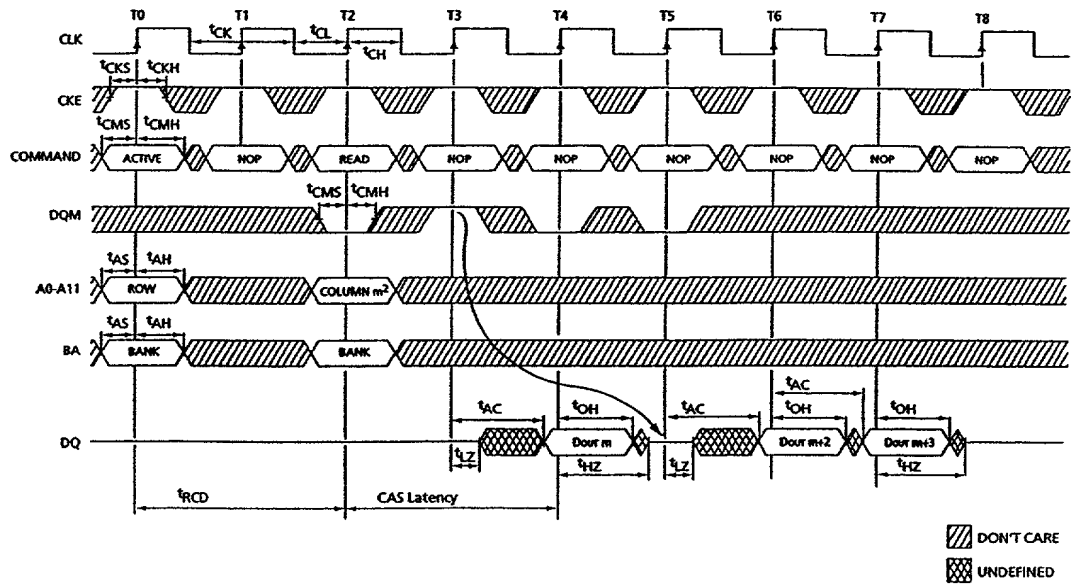 T0 T1 T2 T3 T4 T5 T6 T7 T8
CLK tCK tCL tCH
tCKS tCKH
CKE
tCMS tCMH
COMMAND ACTIVE NOP READ NOP NOP NOP NOP NOP NOP
tCMS tCMH
DQM
tAS tAH
A0-A11 ROW COLUMN m2
tAS tAH
BA BANK BANK
tAC tOH tAC tAC tOH tOH
DQ DOUT m DOUT m+2 DOUT m+3
tLZ tHZ tLZ tHZ
tRCD CAS Latency
DON'T CARE
UNDEFINED